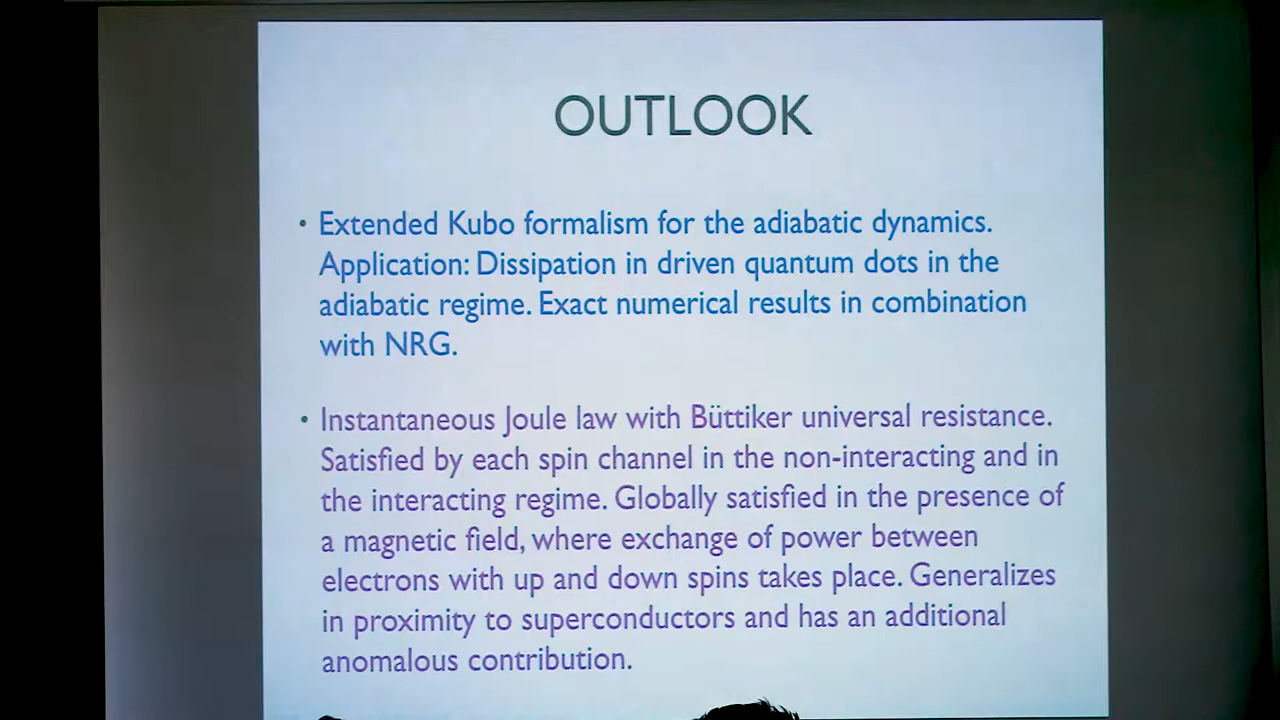 OUTLOOK
• Extended Kubo formalism for the adiabatic dynamics.
Application: Dissipation in driven quantum dots in the
adiabatic regime. Exact numerical results in combination
with NRG.
• Instantaneous Joule law with Büttiker universal resistance.
Satisfied by each spin channel in the non-interacting and in
the interacting regime. Globally satisfied in the presence of
a magnetic field, where exchange of power between
electrons with up and down spins takes place. Generalizes
in proximity to superconductors and has an additional
anomalous contribution.